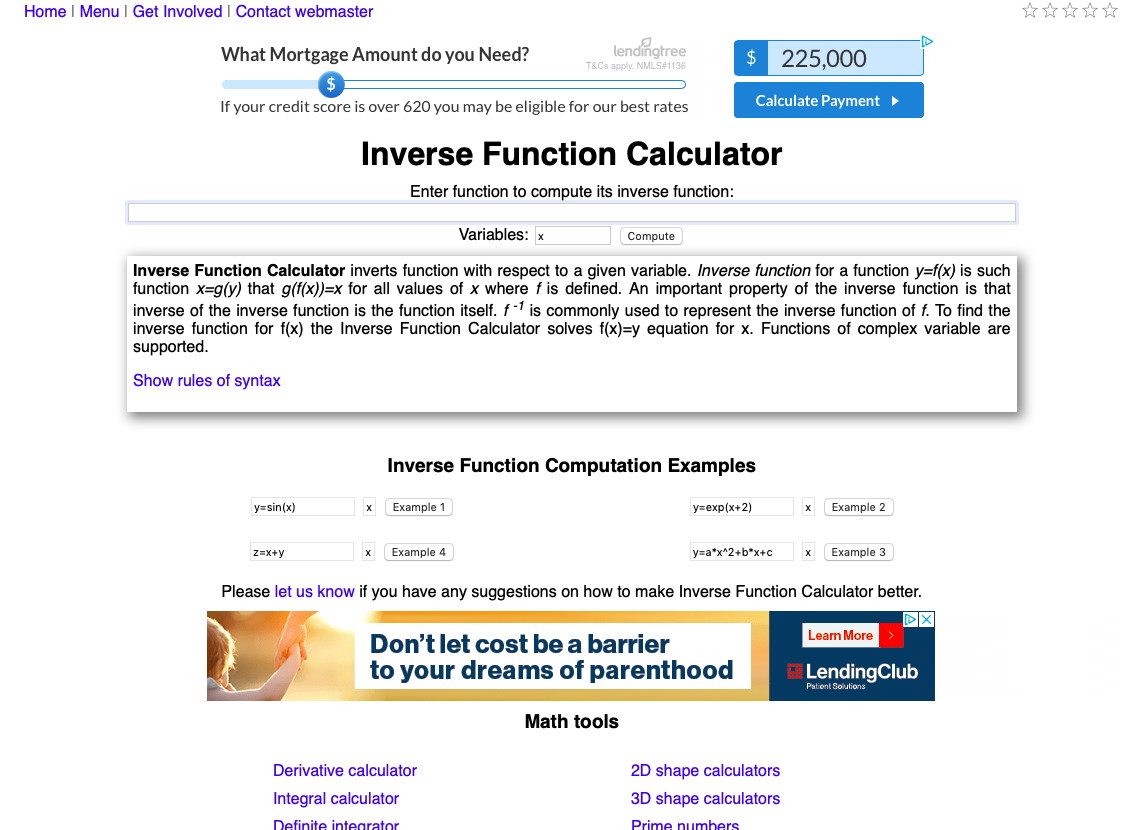 Home | Menu | Get Involved | Contact webmaster
What Mortgage Amount do you Need?
lendingtree
T&Cs apply. NMLS#1136
$
If your credit score is over 620 you may be eligible for our best rates
$ 225,000
Calculate Payment
Inverse Function Calculator
Enter function to compute its inverse function:
Variables: x Compute
Inverse Function Calculator inverts function with respect to a given variable. Inverse function for a function y=f(x) is such
function x=g(y) that g(f(x))=x for all values of x where f is defined. An important property of the inverse function is that
inverse of the inverse function is the function itself. f ⁻¹ is commonly used to represent the inverse function of f. To find the
inverse function for f(x) the Inverse Function Calculator solves f(x)=y equation for x. Functions of complex variable are
supported.
Show rules of syntax
Inverse Function Computation Examples
y=sin(x) x Example 1 y=exp(x+2) x Example 2
z=x+y x Example 4 y=a*x^2+b*x+c x Example 3
Please let us know if you have any suggestions on how to make Inverse Function Calculator better.
Don't let cost be a barrier
to your dreams of parenthood
Learn More
LendingClub
Patient Solutions
Math tools
Derivative calculator 2D shape calculators
Integral calculator 3D shape calculators
Definite integrator Prime numbers